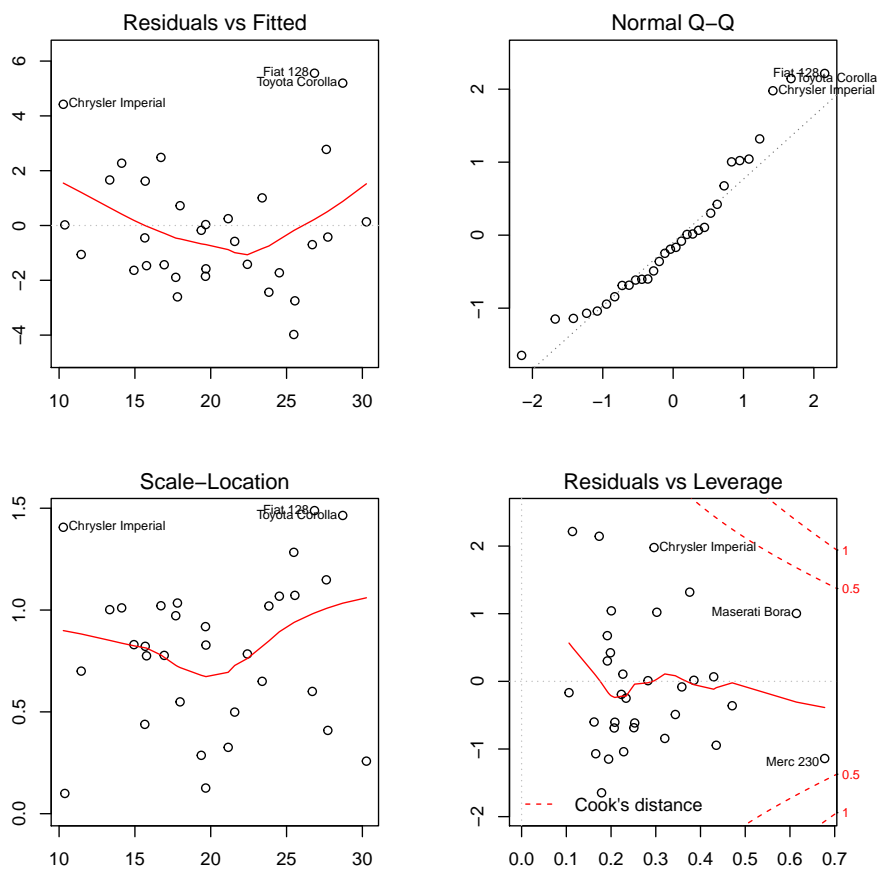 Residuals vs Fitted
6
4
2
0
−2
−4
10
15
20
25
30
Fiat 128
Toyota Corolla
Chrysler Imperial
Normal Q−Q
2
1
0
−1
−2
−1
0
1
2
Fiat 128
Toyota Corolla
Chrysler Imperial
Scale−Location
1.5
1.0
0.5
0.0
10
15
20
25
30
Fiat 128
Toyota Corolla
Chrysler Imperial
Residuals vs Leverage
2
1
0
−1
−2
0.0
0.1
0.2
0.3
0.4
0.5
0.6
0.7
Chrysler Imperial
Maserati Bora
Merc 230
1
0.5
0.5
1
Cook's distance